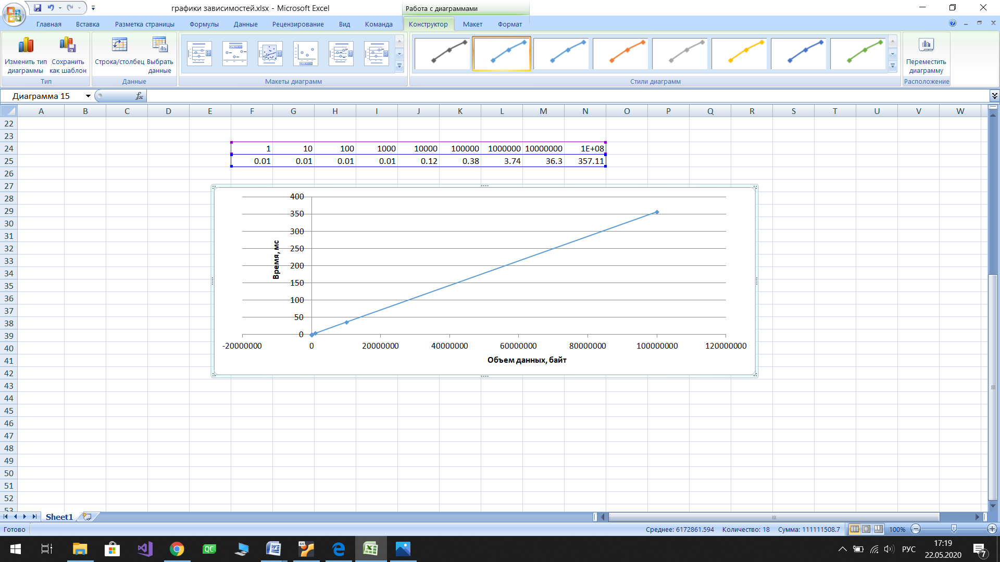 графики зависимостей.xlsx - Microsoft Excel
Работа с диаграммами
Главная Вставка Разметка страницы Формулы Данные Рецензирование Вид Команда Конструктор Макет Формат
Изменить тип диаграммы
Сохранить как шаблон
Строка/столбец
Выбрать данные
Переместить диаграмму
Тип Данные Макеты диаграмм Стили диаграмм Расположение
Диаграмма 15
fx
A B C D E F G H I J K L M N O P Q R S T U V W
22
23
24 1 10 100 1000 10000 100000 1000000 10000000 1E+08
25 0.01 0.01 0.01 0.01 0.12 0.38 3.74 36.3 357.11
26
27
28
29
30
31
32
33
34
35
36
37
38
39
40
41
42
43
44
45
46
47
48
49
50
51
52
53
400
350
300
250
200
150
100
50
0
Время, мс
-20000000 0 20000000 40000000 60000000 80000000 100000000 120000000
Объем данных, байт
Sheet1
Готово
Среднее: 6172861.594 Количество: 18 Сумма: 111111508.7 100%
QC
64
РУС
17:19
22.05.2020
7